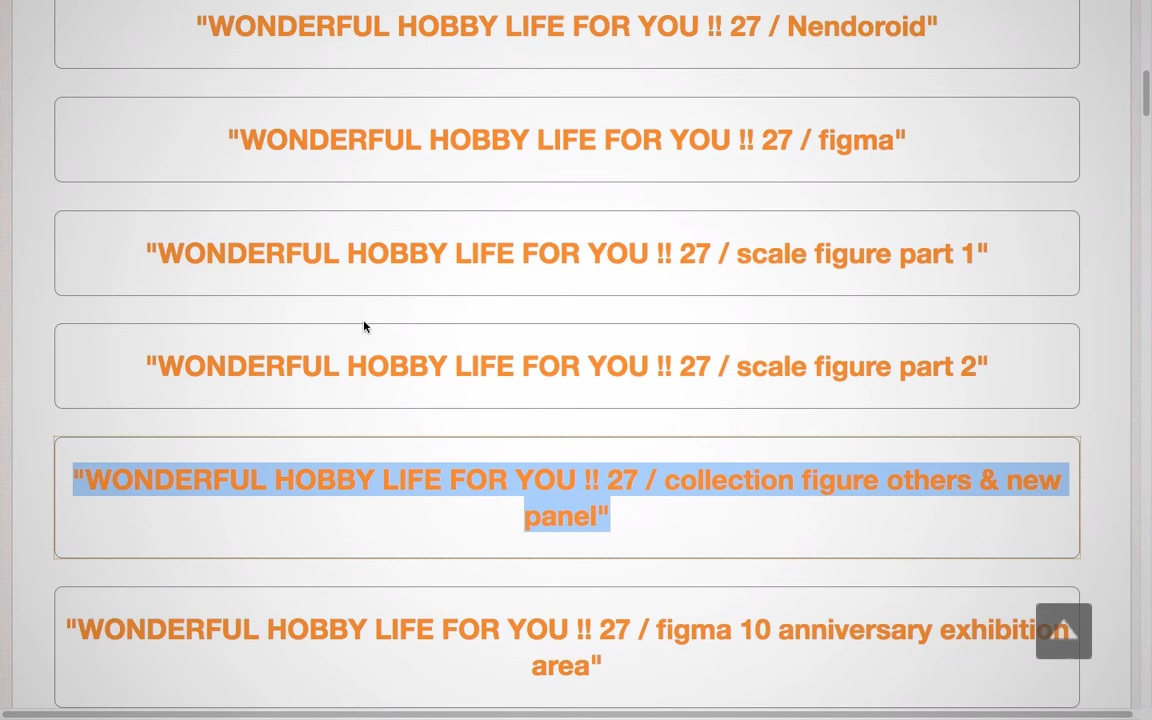 "WONDERFUL HOBBY LIFE FOR YOU !! 27 / Nendoroid"
"WONDERFUL HOBBY LIFE FOR YOU !! 27 / figma"
"WONDERFUL HOBBY LIFE FOR YOU !! 27 / scale figure part 1"
"WONDERFUL HOBBY LIFE FOR YOU !! 27 / scale figure part 2"
"WONDERFUL HOBBY LIFE FOR YOU !! 27 / collection figure others & new
panel"
"WONDERFUL HOBBY LIFE FOR YOU !! 27 / figma 10 anniversary exhibition
area"